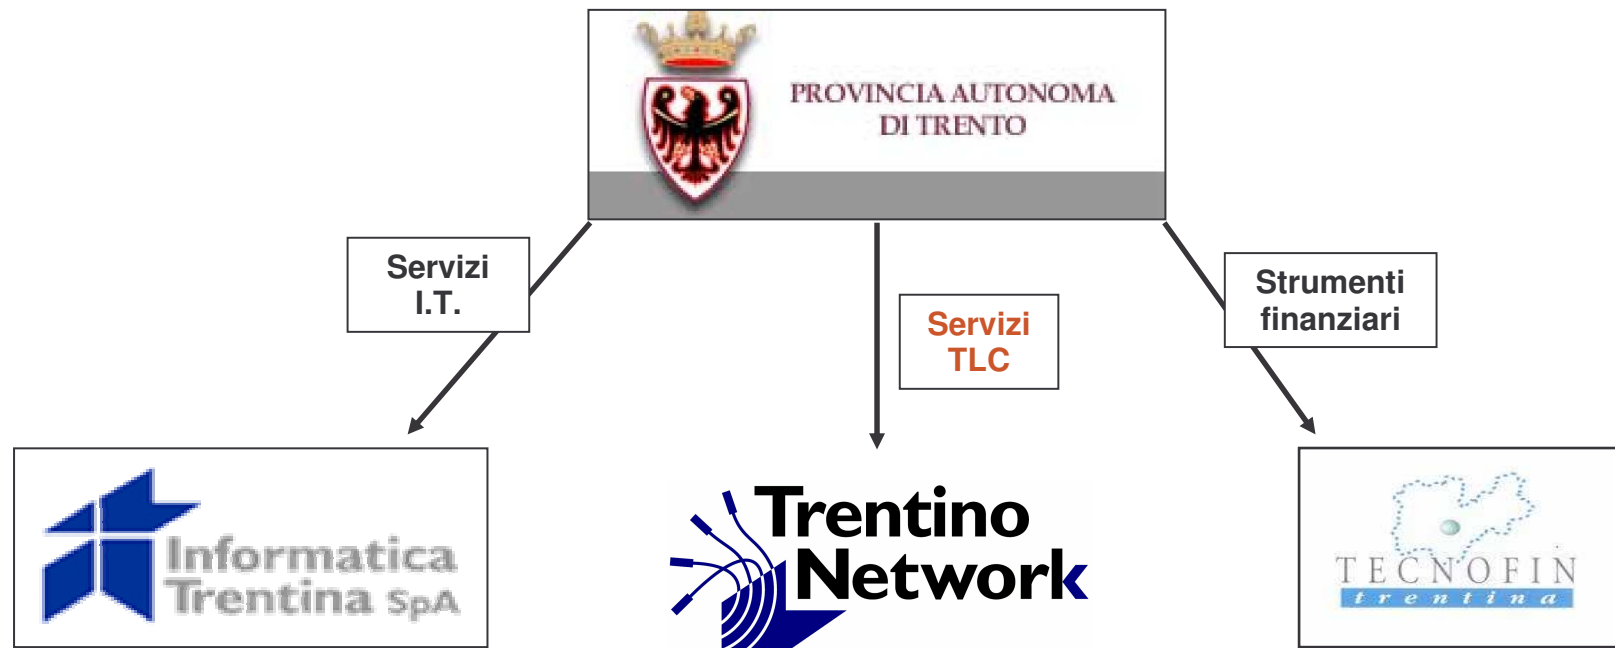 PROVINCIA AUTONOMA
DI TRENTO
Servizi
I.T.
Servizi
TLC
Strumenti
finanziari
Informatica
Trentina SpA
Trentino
Network
TECNOFIN
trentina